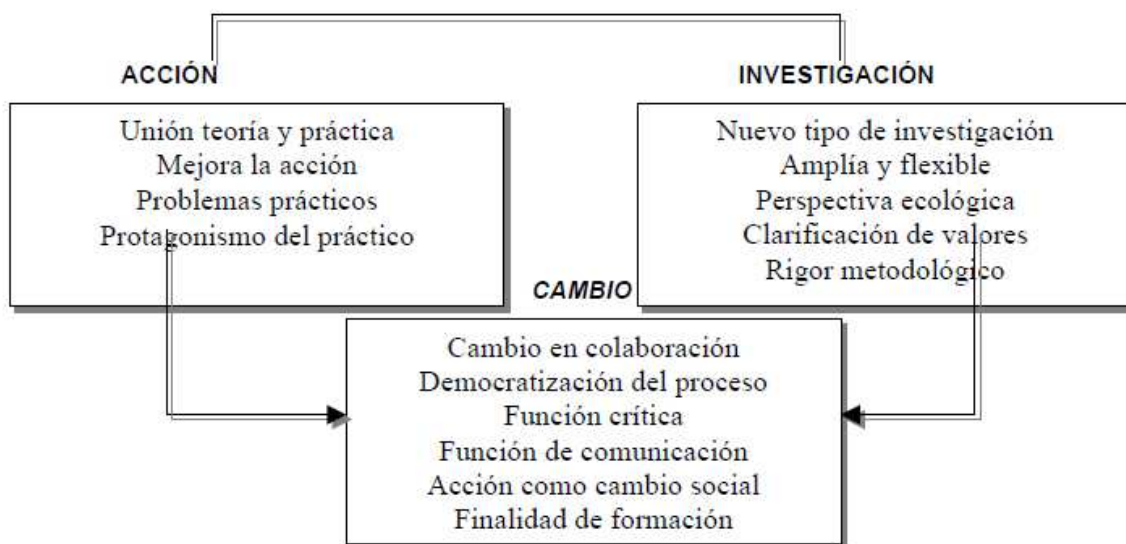 ACCIÓN
Unión teoría y práctica
Mejora la acción
Problemas prácticos
Protagonismo del práctico
INVESTIGACIÓN
Nuevo tipo de investigación
Amplía y flexible
Perspectiva ecológica
Clarificación de valores
Rigor metodológico
CAMBIO
Cambio en colaboración
Democratización del proceso
Función crítica
Función de comunicación
Acción como cambio social
Finalidad de formación